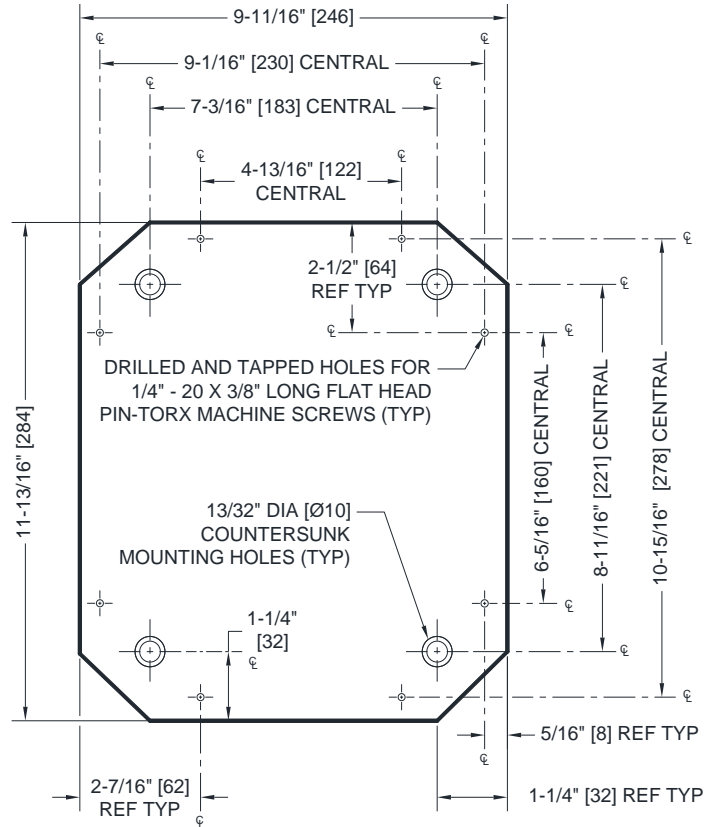 9-11/16" [246]
℄
9-1/16" [230] CENTRAL
℄
℄
7-3/16" [183] CENTRAL
℄
℄
4-13/16" [122]
CENTRAL
℄
℄
2-1/2" [64]
REF TYP
℄
℄
℄
DRILLED AND TAPPED HOLES FOR
1/4" - 20 X 3/8" LONG FLAT HEAD
PIN-TORX MACHINE SCREWS (TYP)
11-13/16" [284]
6-5/16" [160] CENTRAL
8-11/16" [221] CENTRAL
10-15/16" [278] CENTRAL
13/32" DIA [Ø10]
COUNTERSUNK
MOUNTING HOLES (TYP)
℄
1-1/4"
[32]
℄
℄
℄
5/16" [8] REF TYP
℄
2-7/16" [62]
REF TYP
℄
1-1/4" [32] REF TYP